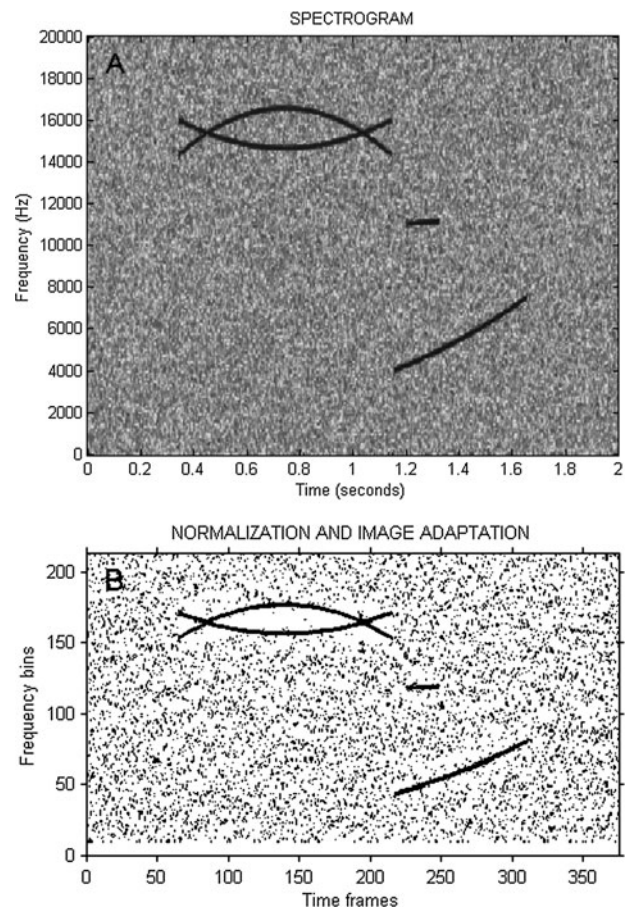 SPECTROGRAM
A
20000
18000
16000
14000
12000
10000
8000
6000
4000
2000
0
Frequency (Hz)
0 0.2 0.4 0.6 0.8 1 1.2 1.4 1.6 1.8 2
Time (seconds)
NORMALIZATION AND IMAGE ADAPTATION
B
200
150
100
50
0
Frequency bins
0 50 100 150 200 250 300 350
Time frames